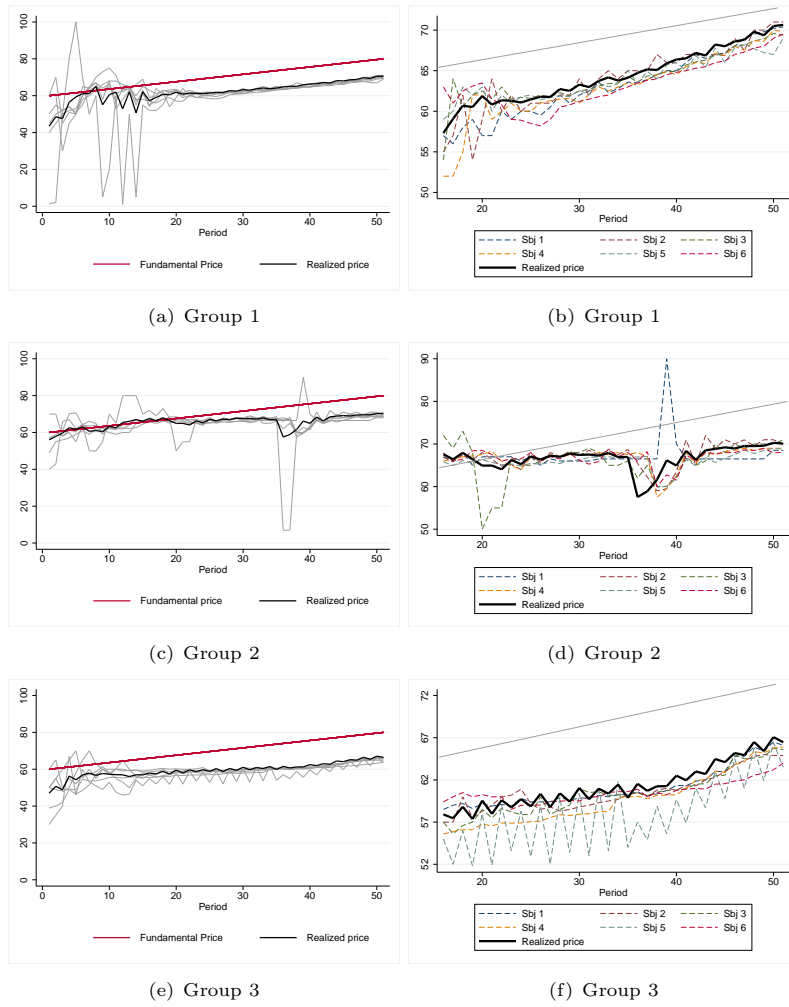 100
80
60
40
20
0
0 10 20 30 40 50
Period
Fundamental Price Realized price
(a) Group 1
70
65
60
55
50
20 30 40 50
Period
Sbj 1 Sbj 2 Sbj 3
Sbj 4 Sbj 5 Sbj 6
Realized price
(b) Group 1
100
80
60
40
20
0
0 10 20 30 40 50
Period
Fundamental price Realized price
(c) Group 2
90
80
70
60
50
20 30 40 50
Period
Sbj 1 Sbj 2 Sbj 3
Sbj 4 Sbj 5 Sbj 6
Realized price
(d) Group 2
100
80
60
40
20
0
0 10 20 30 40 50
Period
Fundamental Price Realized price
(e) Group 3
72
67
62
57
52
20 30 40 50
Period
Sbj 1 Sbj 2 Sbj 3
Sbj 4 Sbj 5 Sbj 6
Realized price
(f) Group 3